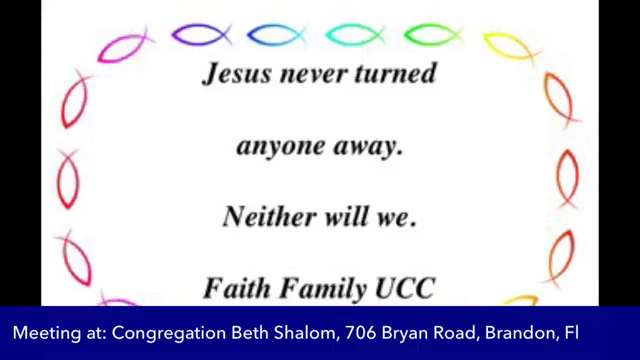 Jesus never turned
anyone away.
Neither will we.
Faith Family UCC
Meeting at: Congregation Beth Shalom, 706 Bryan Road, Brandon, Fl